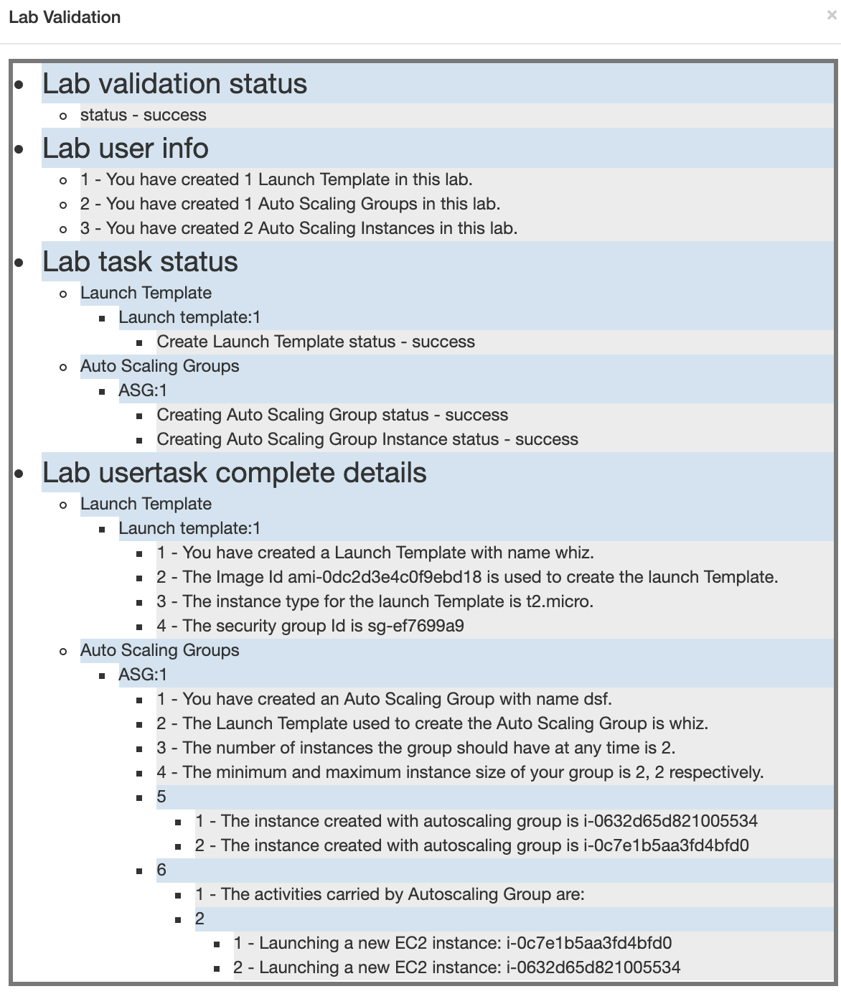 Lab Validation
×
Lab validation status
status - success
Lab user info
1 - You have created 1 Launch Template in this lab.
2 - You have created 1 Auto Scaling Groups in this lab.
3 - You have created 2 Auto Scaling Instances in this lab.
Lab task status
Launch Template
Launch template:1
Create Launch Template status - success
Auto Scaling Groups
ASG:1
Creating Auto Scaling Group status - success
Creating Auto Scaling Group Instance status - success
Lab usertask complete details
Launch Template
Launch template:1
1 - You have created a Launch Template with name whiz.
2 - The Image Id ami-0dc2d3e4c0f9ebd18 is used to create the launch Template.
3 - The instance type for the launch Template is t2.micro.
4 - The security group Id is sg-ef7699a9
Auto Scaling Groups
ASG:1
1 - You have created an Auto Scaling Group with name dsf.
2 - The Launch Template used to create the Auto Scaling Group is whiz.
3 - The number of instances the group should have at any time is 2.
4 - The minimum and maximum instance size of your group is 2, 2 respectively.
5
1 - The instance created with autoscaling group is i-0632d65d821005534
2 - The instance created with autoscaling group is i-0c7e1b5aa3fd4bfd0
6
1 - The activities carried by Autoscaling Group are:
2
1 - Launching a new EC2 instance: i-0c7e1b5aa3fd4bfd0
2 - Launching a new EC2 instance: i-0632d65d821005534